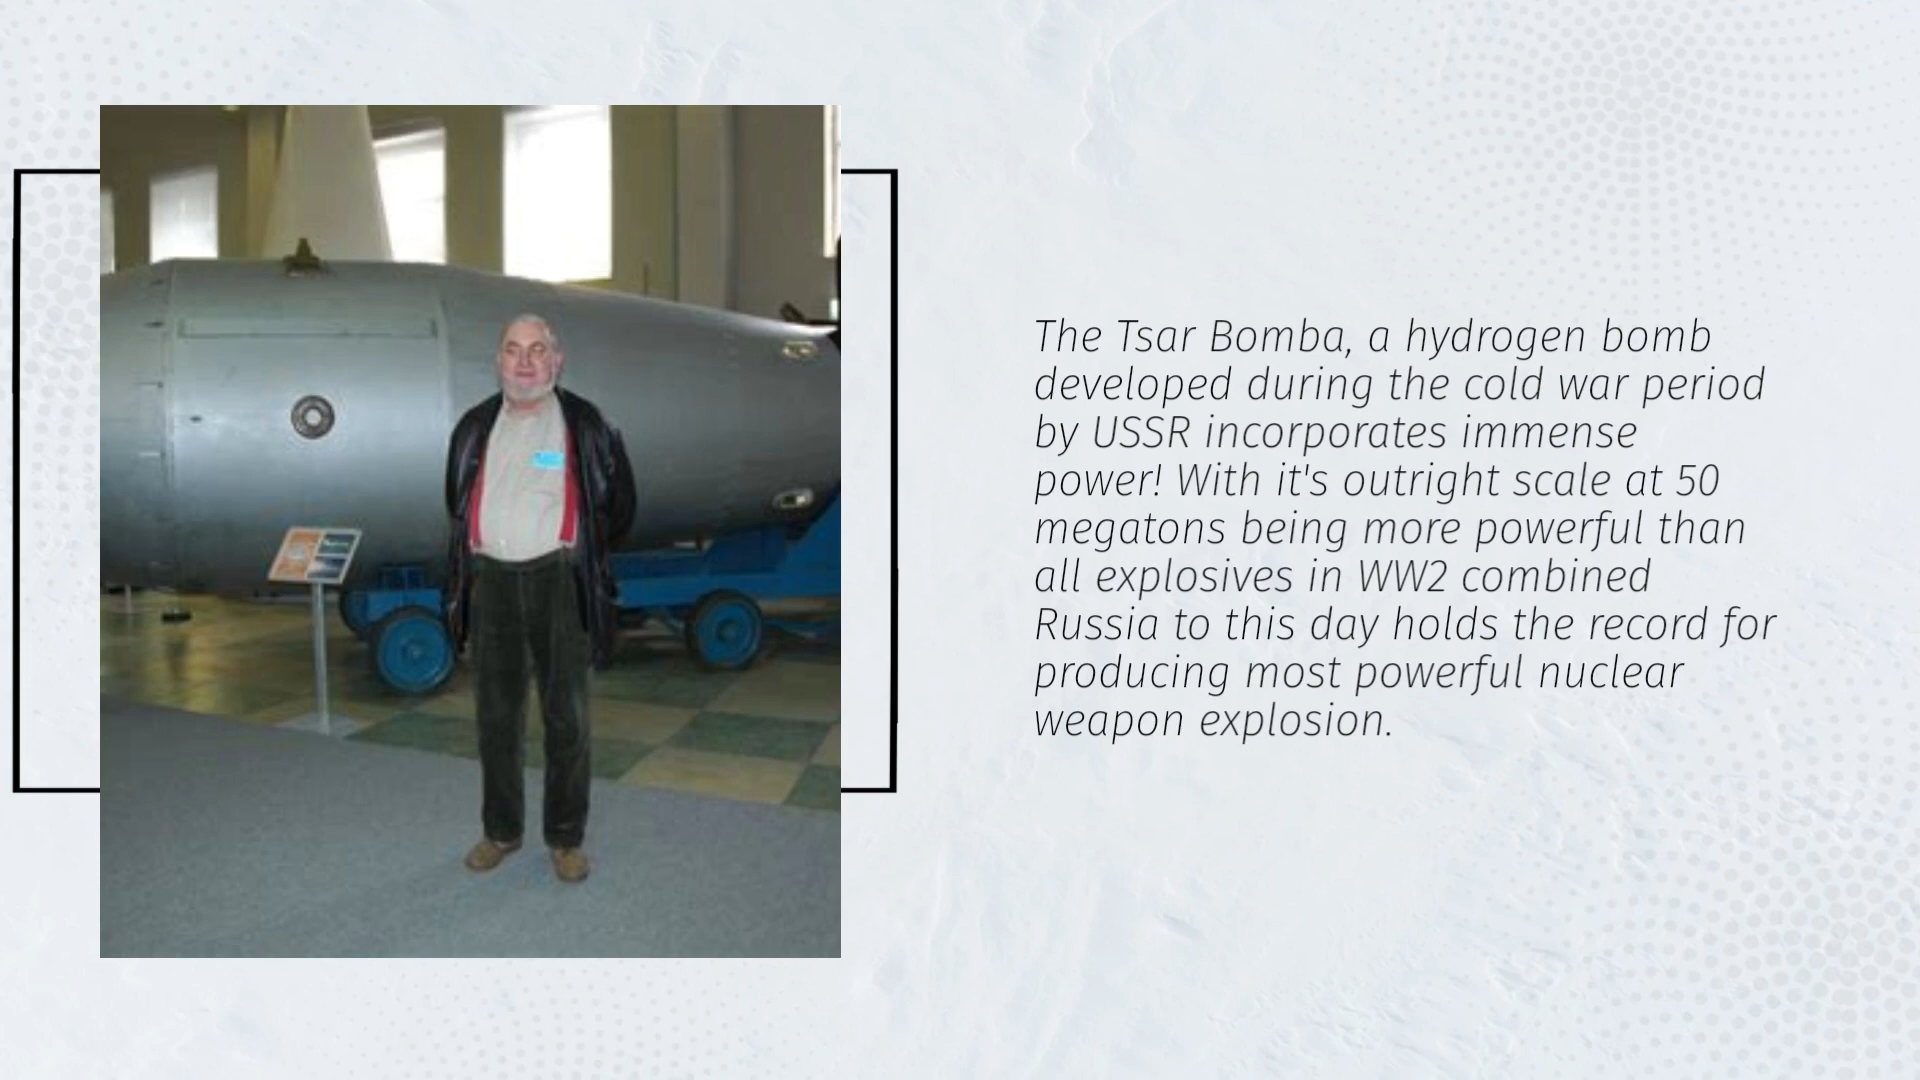 The Tsar Bomba, a hydrogen bomb
developed during the cold war period
by USSR incorporates immense
power! With it's outright scale at 50
megatons being more powerful than
all explosives in WW2 combined
Russia to this day holds the record for
producing most powerful nuclear
weapon explosion.